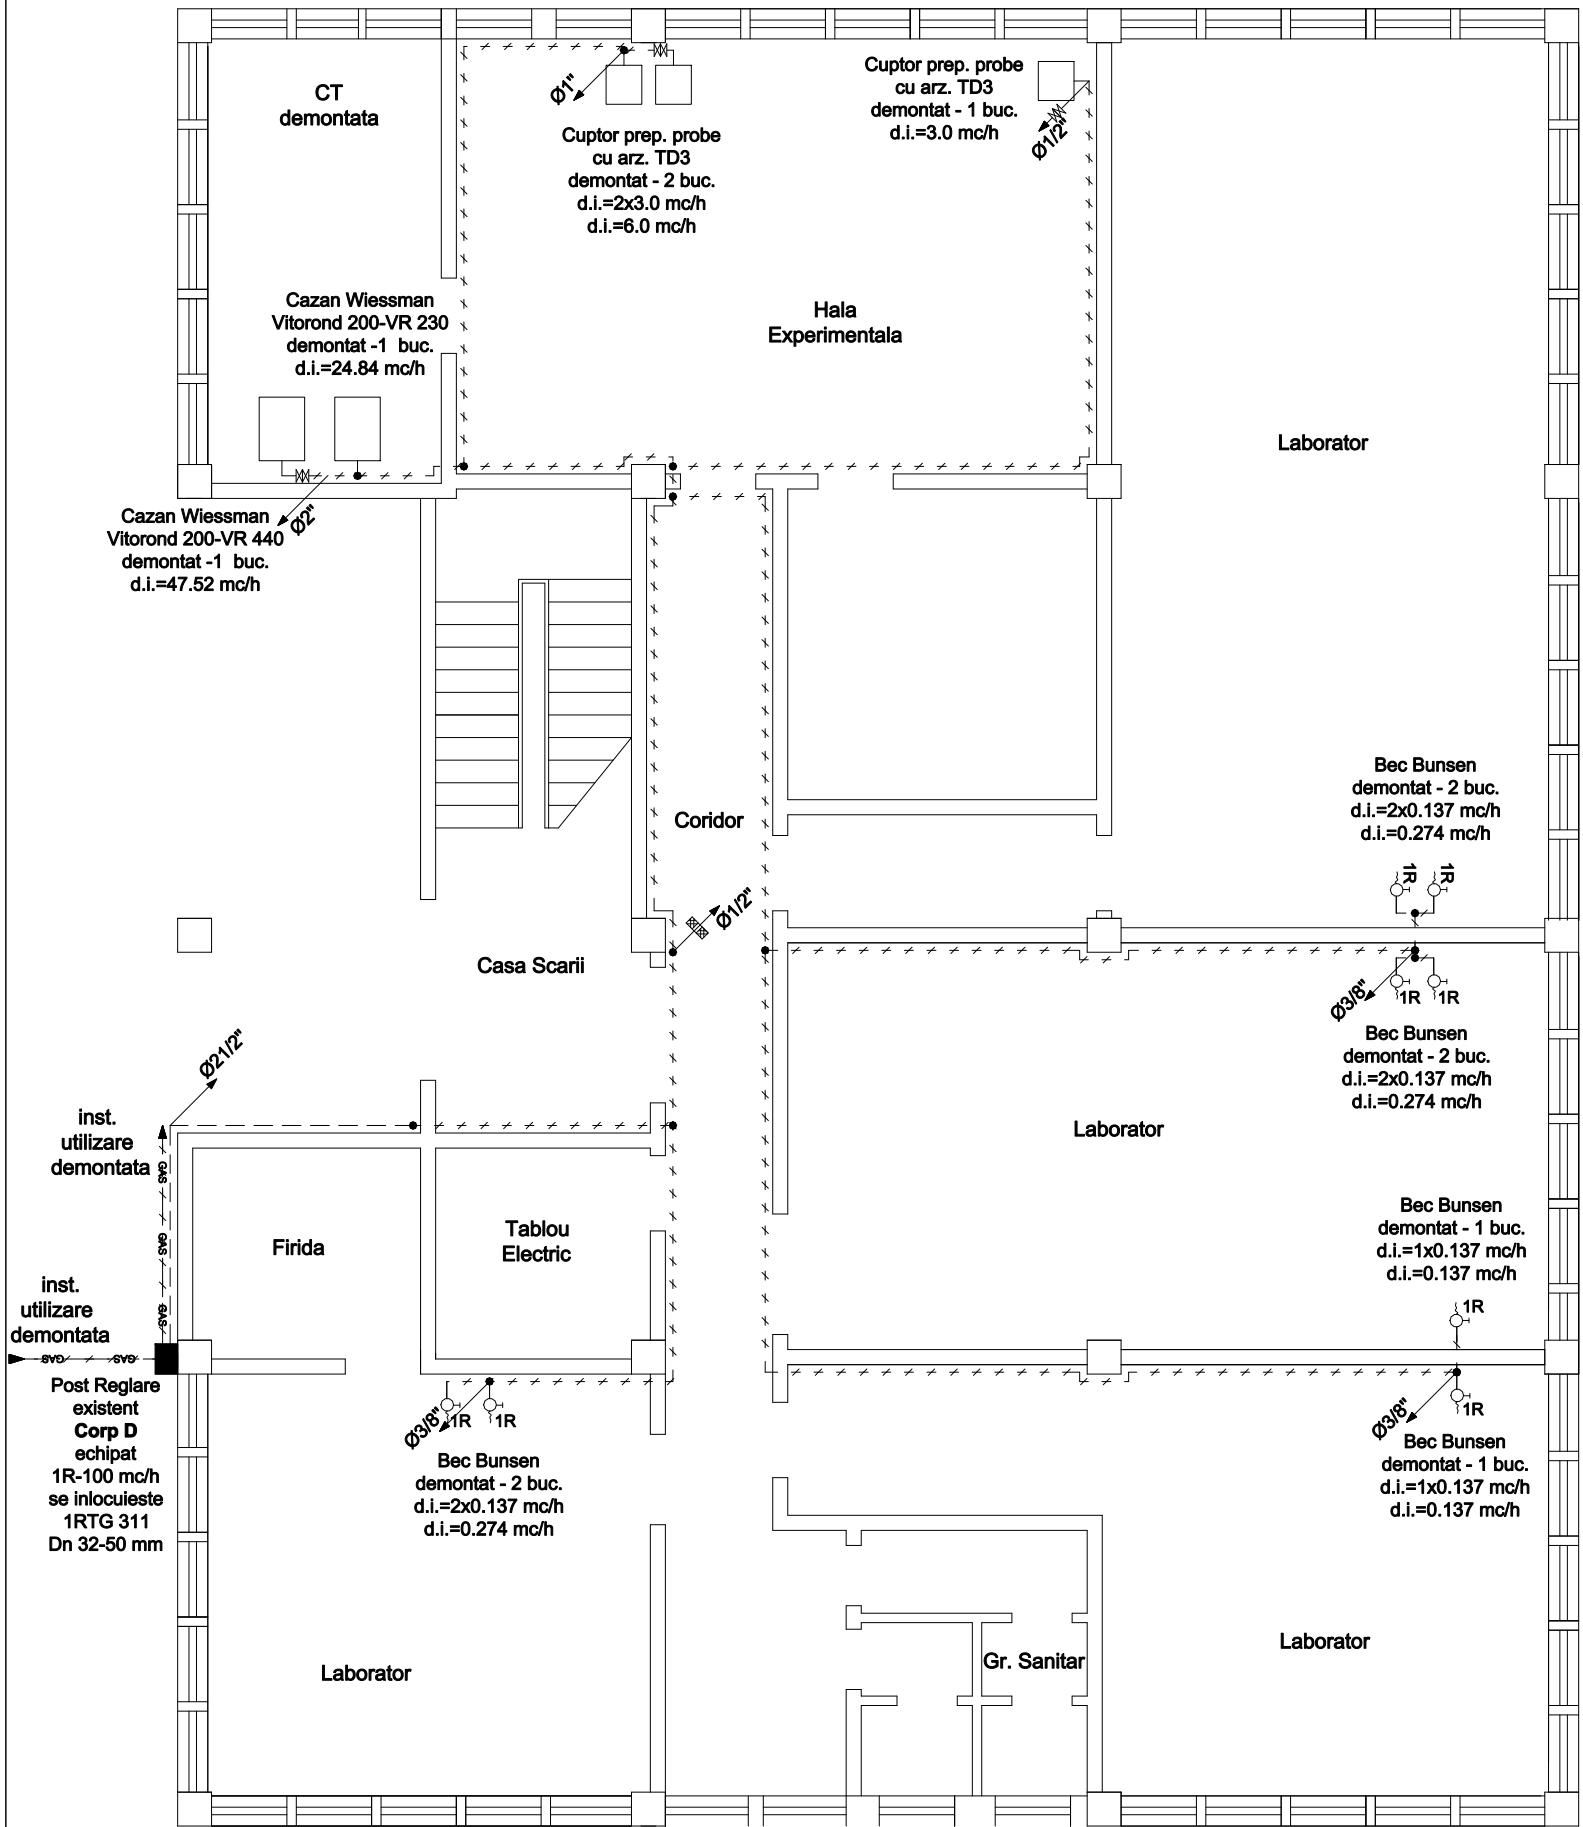 CT
demontata
Ø1"
Cuptor prep. probe
cu arz. TD3
demontat - 2 buc.
d.i.=2x3.0 mc/h
d.i.=6.0 mc/h
Cuptor prep. probe
cu arz. TD3
demontat - 1 buc.
d.i.=3.0 mc/h
Ø1/2"
Cazan Wiessman
Vitorond 200-VR 230
demontat -1 buc.
d.i.=24.84 mc/h
Hala
Experimentala
Laborator
Cazan Wiessman
Vitorond 200-VR 440
demontat -1 buc.
d.i.=47.52 mc/h
Ø2"
Coridor
Bec Bunsen
demontat - 2 buc.
d.i.=2x0.137 mc/h
d.i.=0.274 mc/h
1R
1R
Ø1/2"
Casa Scarii
1R
1R
Ø3/8"
Bec Bunsen
demontat - 2 buc.
d.i.=2x0.137 mc/h
d.i.=0.274 mc/h
Ø21/2"
inst.
utilizare
demontata
GAS
GAS
GAS
Laborator
Firida
Tablou
Electric
Bec Bunsen
demontat - 1 buc.
d.i.=1x0.137 mc/h
d.i.=0.137 mc/h
1R
inst.
utilizare
demontata
GAS
GAS
Post Reglare
existent
Corp D
echipat
1R-100 mc/h
se inlocuieste
1RTG 311
Dn 32-50 mm
Ø3/8"
1R
1R
Bec Bunsen
demontat - 2 buc.
d.i.=2x0.137 mc/h
d.i.=0.274 mc/h
1R
Ø3/8"
Bec Bunsen
demontat - 1 buc.
d.i.=1x0.137 mc/h
d.i.=0.137 mc/h
Laborator
Gr. Sanitar
Laborator